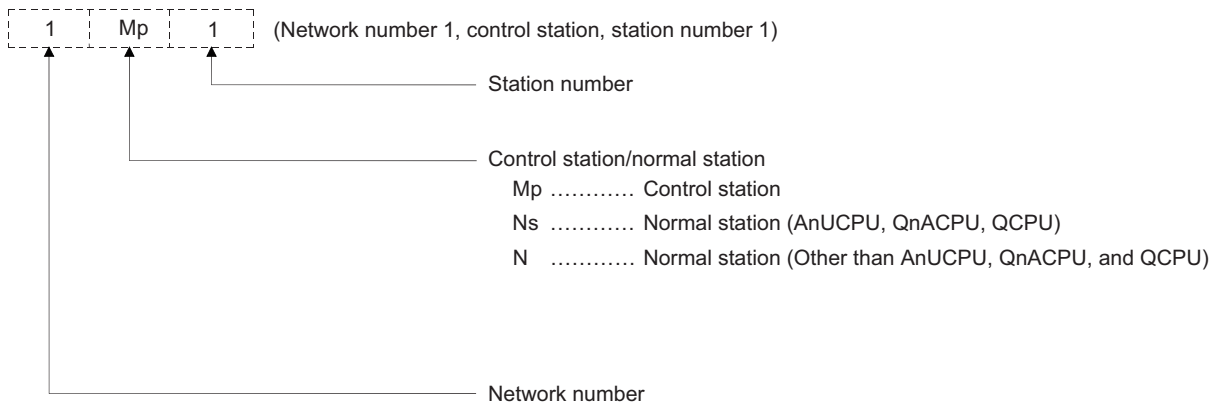 1 Mp 1 (Network number 1, control station, station number 1)
Station number
Control station/normal station
Mp ………… Control station
Ns ………… Normal station (AnUCPU, QnACPU, QCPU)
N ………… Normal station (Other than AnUCPU, QnACPU, and QCPU)
Network number